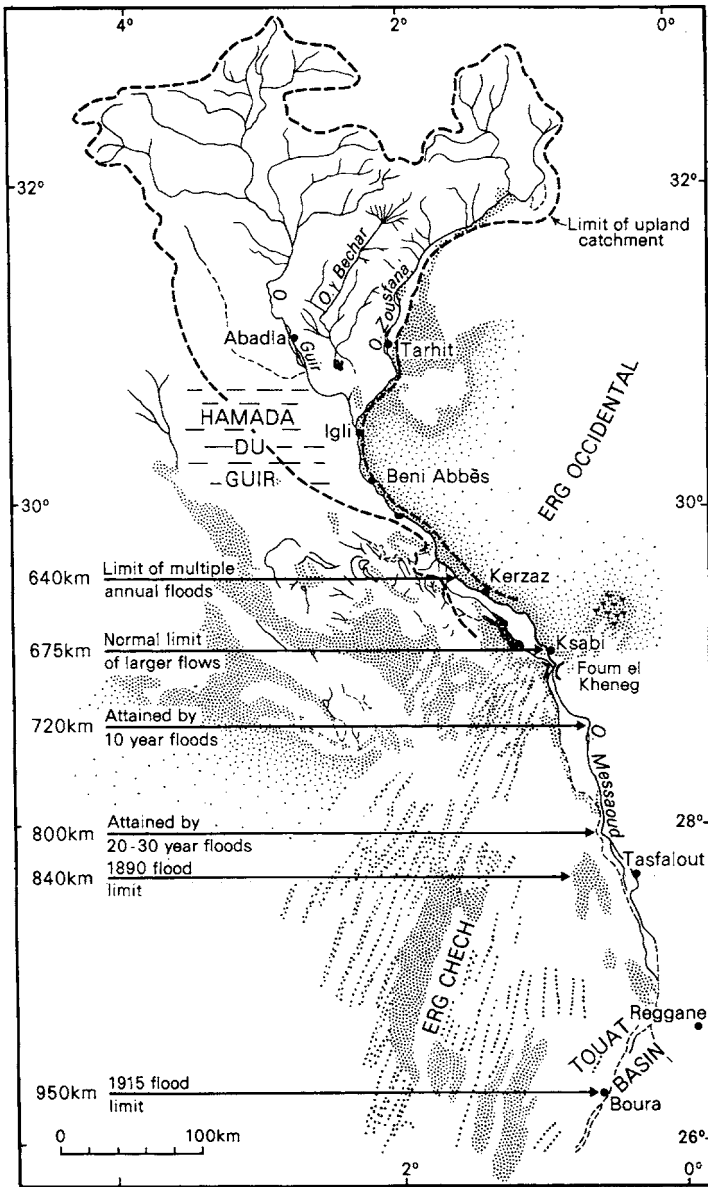 4° 2° 0°
32° 32°
Limit of upland
catchment
O. Bechar
O. Zousfana
O. Guir
Abadla
Tarhit
HAMADA
DU
GUIR
Igli
Beni Abbès
ERG OCCIDENTAL
30° 30°
640km Limit of multiple
annual floods
Kerzaz
675km Normal limit
of larger flows
Ksabi
Foum el
Kheneg
720km Attained by
10 year floods
O. Messaoud
800km Attained by
20-30 year floods
28°
Tasfalout
840km 1890 flood
limit
ERG CHECH
Reggane
TOUAT
BASIN
950km 1915 flood
limit
Boura
0 100km
26°
2° 0°